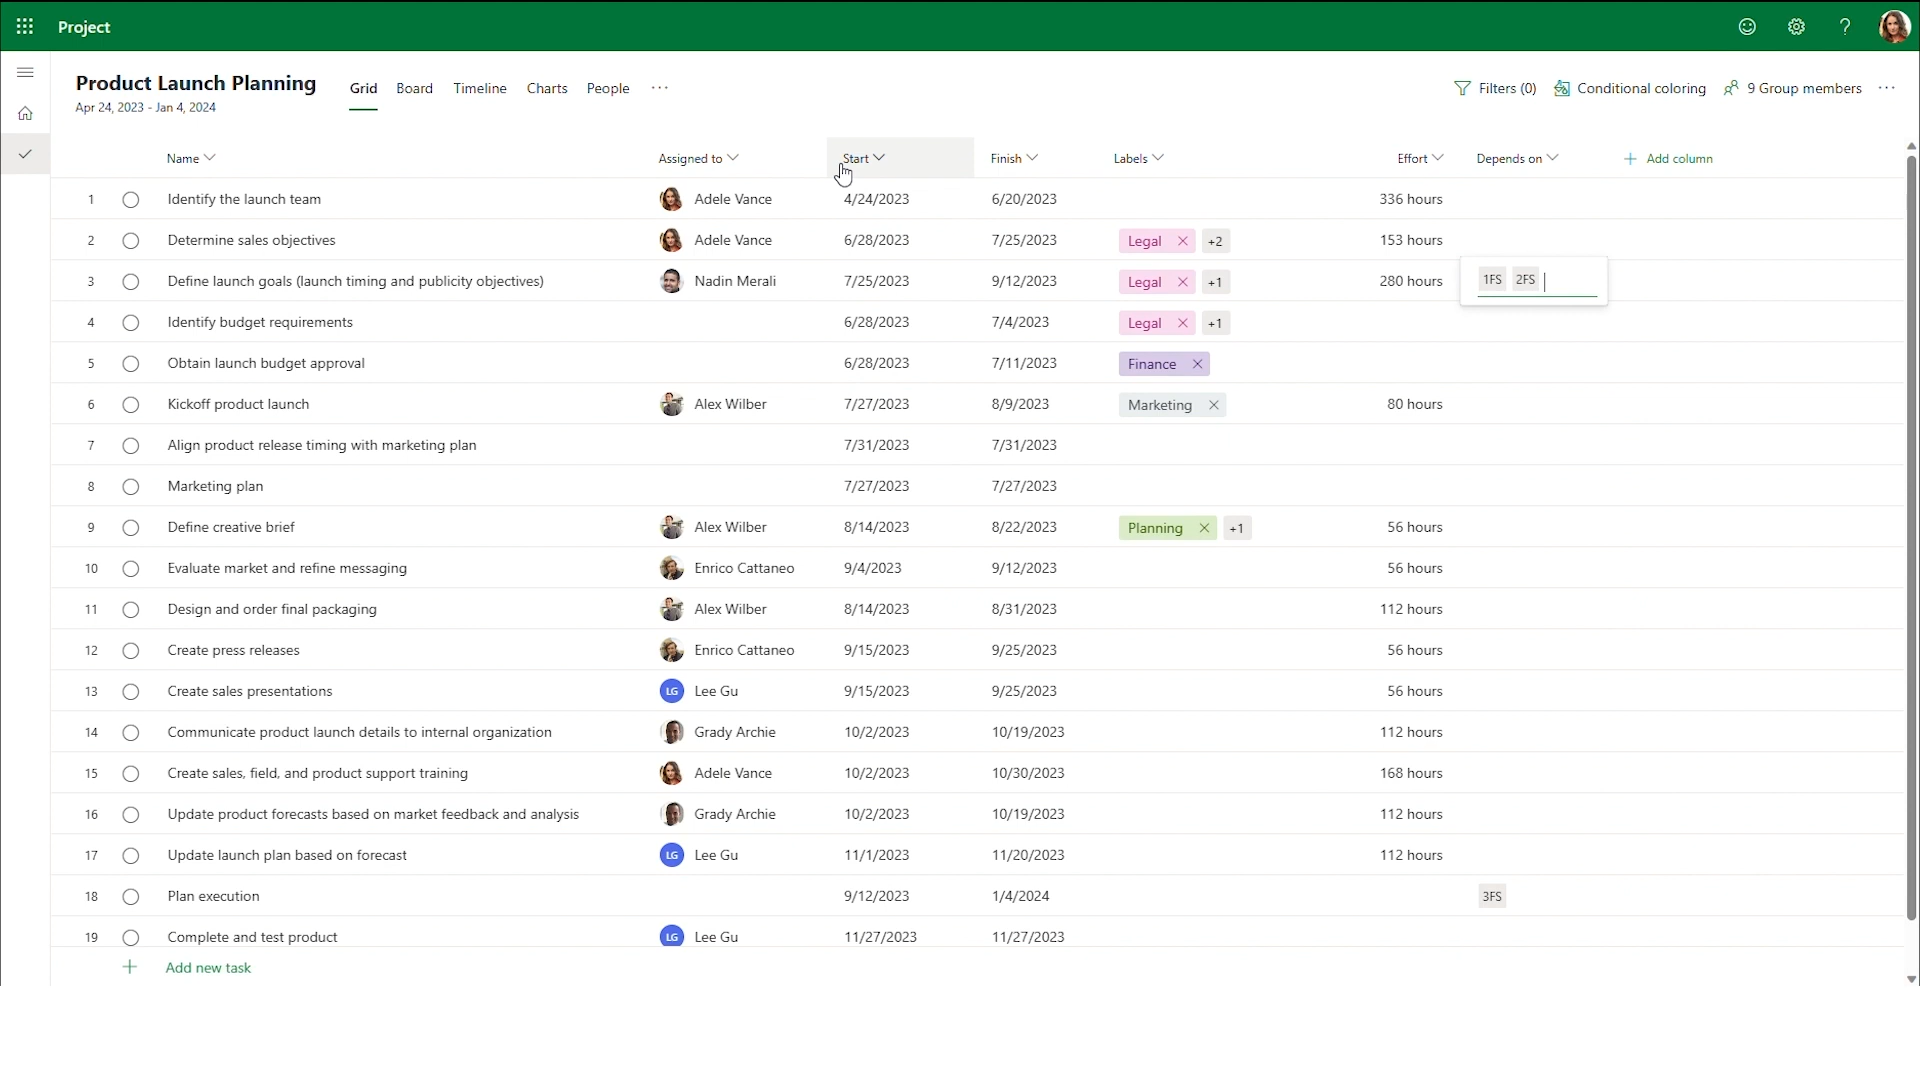 Project
Product Launch Planning
Apr 24, 2023 - Jan 4, 2024
Grid Board Timeline Charts People ...
Filters (0) Conditional coloring 9 Group members ...
Name Assigned to Start Finish Labels Effort Depends on + Add column
1 Identify the launch team Adele Vance 4/24/2023 6/20/2023 336 hours
2 Determine sales objectives Adele Vance 6/28/2023 7/25/2023 Legal +2 153 hours
3 Define launch goals (launch timing and publicity objectives) Nadin Merali 7/25/2023 9/12/2023 Legal +1 280 hours 1FS 2FS
4 Identify budget requirements 6/28/2023 7/4/2023 Legal +1
5 Obtain launch budget approval 6/28/2023 7/11/2023 Finance
6 Kickoff product launch Alex Wilber 7/27/2023 8/9/2023 Marketing 80 hours
7 Align product release timing with marketing plan 7/31/2023 7/31/2023
8 Marketing plan 7/27/2023 7/27/2023
9 Define creative brief Alex Wilber 8/14/2023 8/22/2023 Planning +1 56 hours
10 Evaluate market and refine messaging Enrico Cattaneo 9/4/2023 9/12/2023 56 hours
11 Design and order final packaging Alex Wilber 8/14/2023 8/31/2023 112 hours
12 Create press releases Enrico Cattaneo 9/15/2023 9/25/2023 56 hours
13 Create sales presentations LG Lee Gu 9/15/2023 9/25/2023 56 hours
14 Communicate product launch details to internal organization Grady Archie 10/2/2023 10/19/2023 112 hours
15 Create sales, field, and product support training Adele Vance 10/2/2023 10/30/2023 168 hours
16 Update product forecasts based on market feedback and analysis Grady Archie 10/2/2023 10/19/2023 112 hours
17 Update launch plan based on forecast LG Lee Gu 11/1/2023 11/20/2023 112 hours
18 Plan execution 9/12/2023 1/4/2024 3FS
19 Complete and test product LG Lee Gu 11/27/2023 11/27/2023
+ Add new task